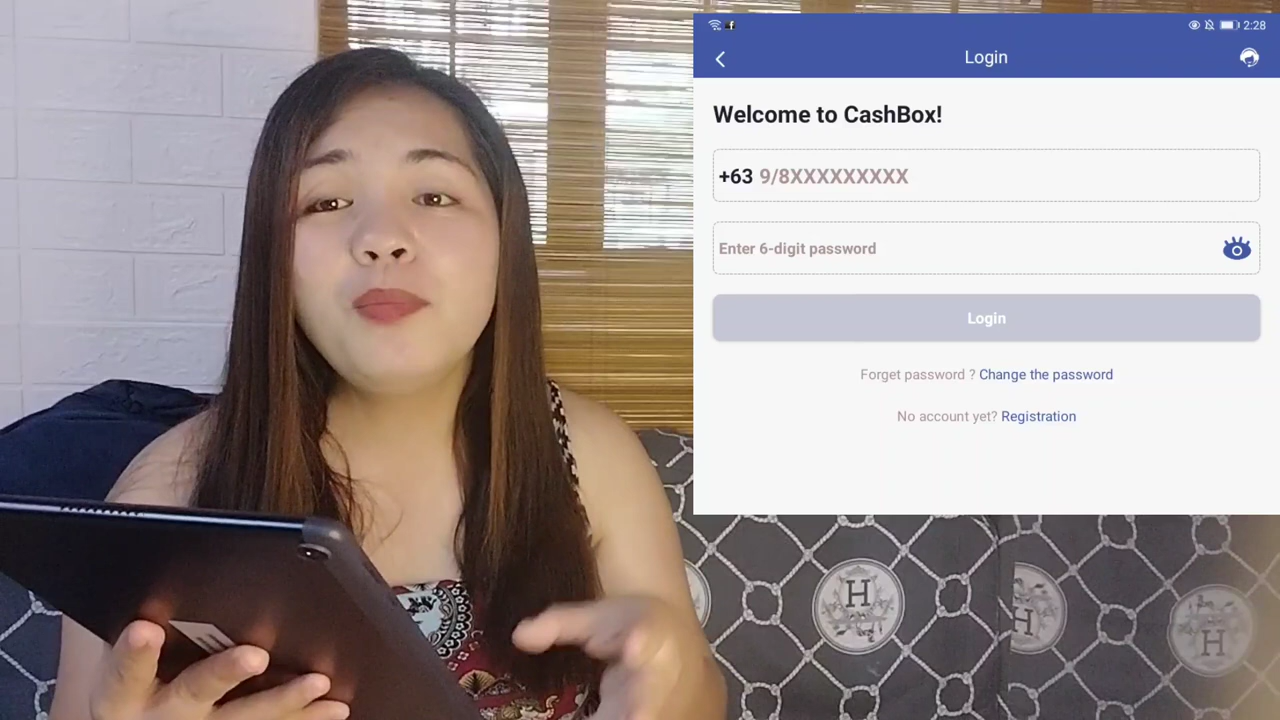 2:28
Login
Welcome to CashBox!
+63 9/8XXXXXXXXX
Enter 6-digit password
Login
Forget password ? Change the password
No account yet? Registration
H
H
H